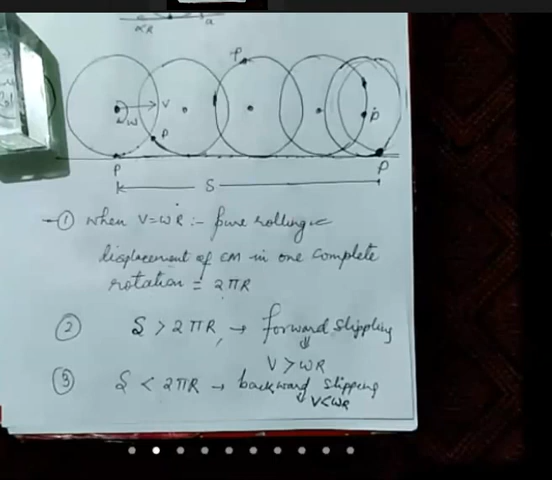 αR a
P
V
ω
P
P
P
P
S
① When V=ωR :- pure rolling
displacement of CM in one complete
rotation = 2πR
② S > 2πR, → forward slipping
⇓
V > ωR
③ S < 2πR → backward slipping
V<ωR